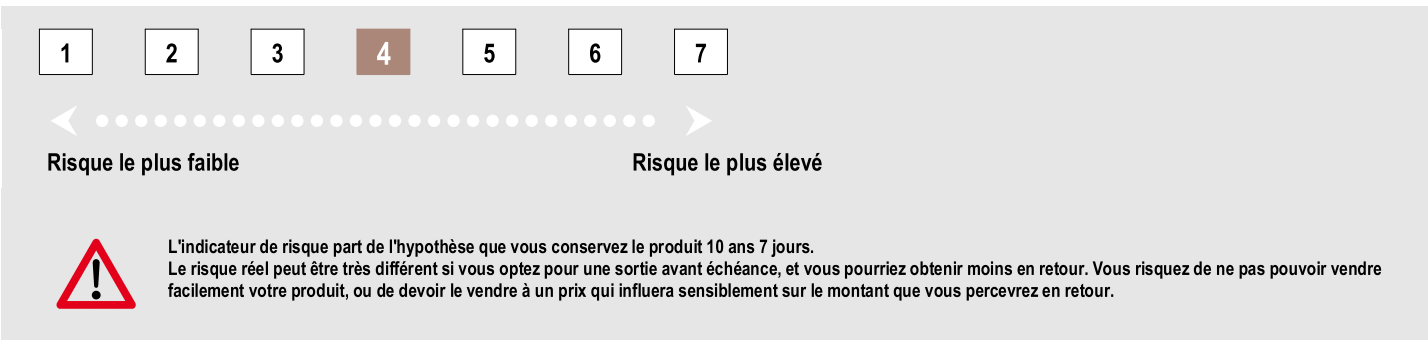 1 2 3 4 5 6 7
Risque le plus faible Risque le plus élevé
L'indicateur de risque part de l'hypothèse que vous conservez le produit 10 ans 7 jours.
Le risque réel peut être très différent si vous optez pour une sortie avant échéance, et vous pourriez obtenir moins en retour. Vous risquez de ne pas pouvoir vendre
facilement votre produit, ou de devoir le vendre à un prix qui influera sensiblement sur le montant que vous percevrez en retour.